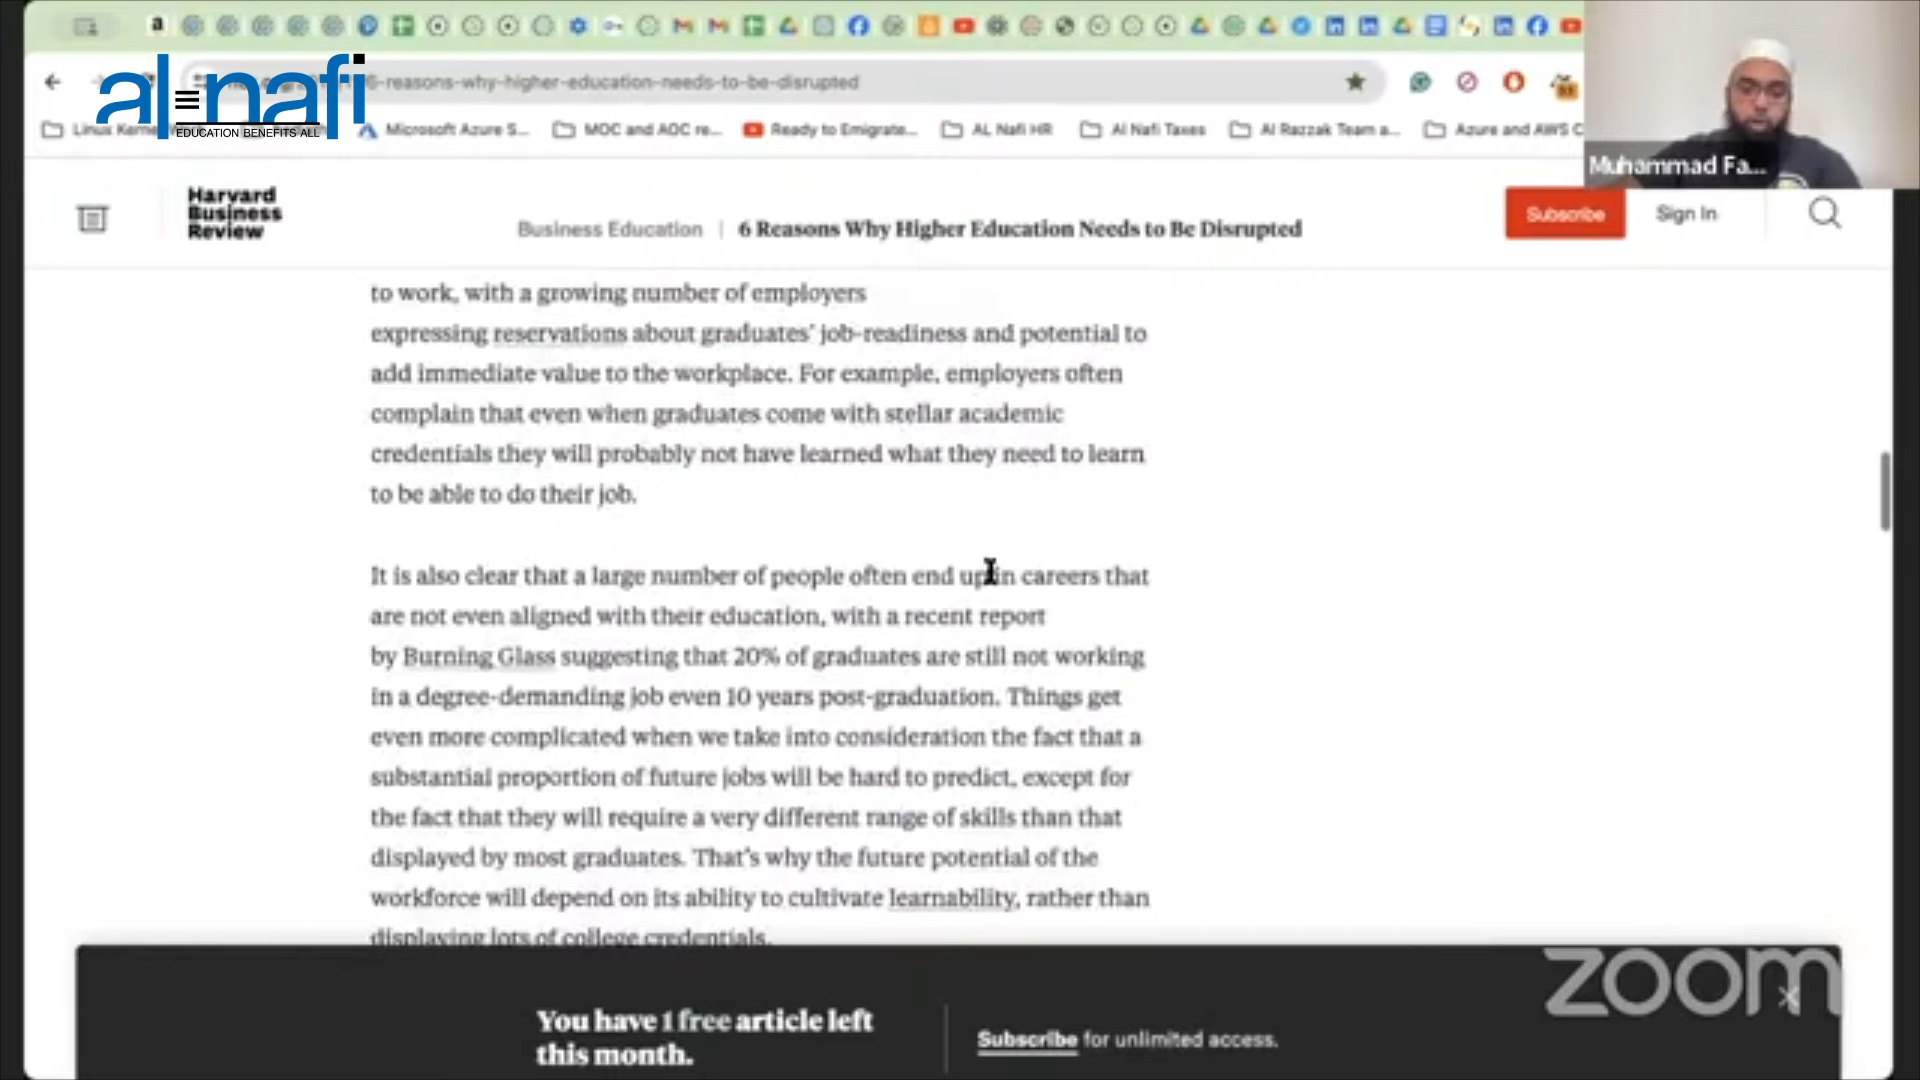 al nafi
EDUCATION BENEFITS ALL
6-reasons-why-higher-education-needs-to-be-disrupted
Linus Kerne
Microsoft Azure S...
MOC and AOC re...
Ready to Emigrate...
AL Nafi HR
Al Nafi Taxes
Al Razzak Team a...
Azure and AWS C
Muhammad Fa...
Harvard
Business
Review
Business Education | 6 Reasons Why Higher Education Needs to Be Disrupted
Subscribe
Sign In
to work, with a growing number of employers
expressing reservations about graduates' job-readiness and potential to
add immediate value to the workplace. For example, employers often
complain that even when graduates come with stellar academic
credentials they will probably not have learned what they need to learn
to be able to do their job.
It is also clear that a large number of people often end up in careers that
are not even aligned with their education, with a recent report
by Burning Glass suggesting that 20% of graduates are still not working
in a degree-demanding job even 10 years post-graduation. Things get
even more complicated when we take into consideration the fact that a
substantial proportion of future jobs will be hard to predict, except for
the fact that they will require a very different range of skills than that
displayed by most graduates. That's why the future potential of the
workforce will depend on its ability to cultivate learnability, rather than
displaying lots of college credentials.
You have 1 free article left
this month.
Subscribe for unlimited access.
zoom